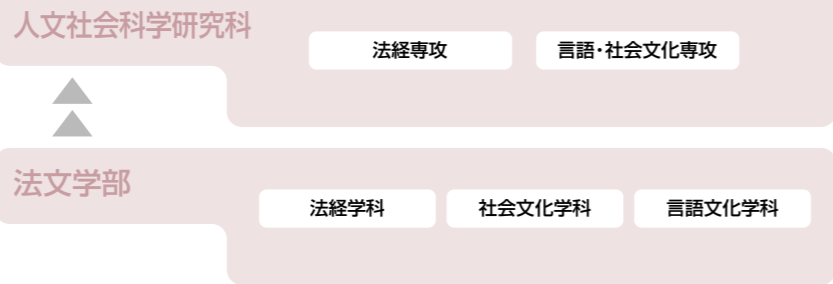 人文社会科学研究科
法経専攻
言語・社会文化専攻
法文学部
法経学科
社会文化学科
言語文化学科